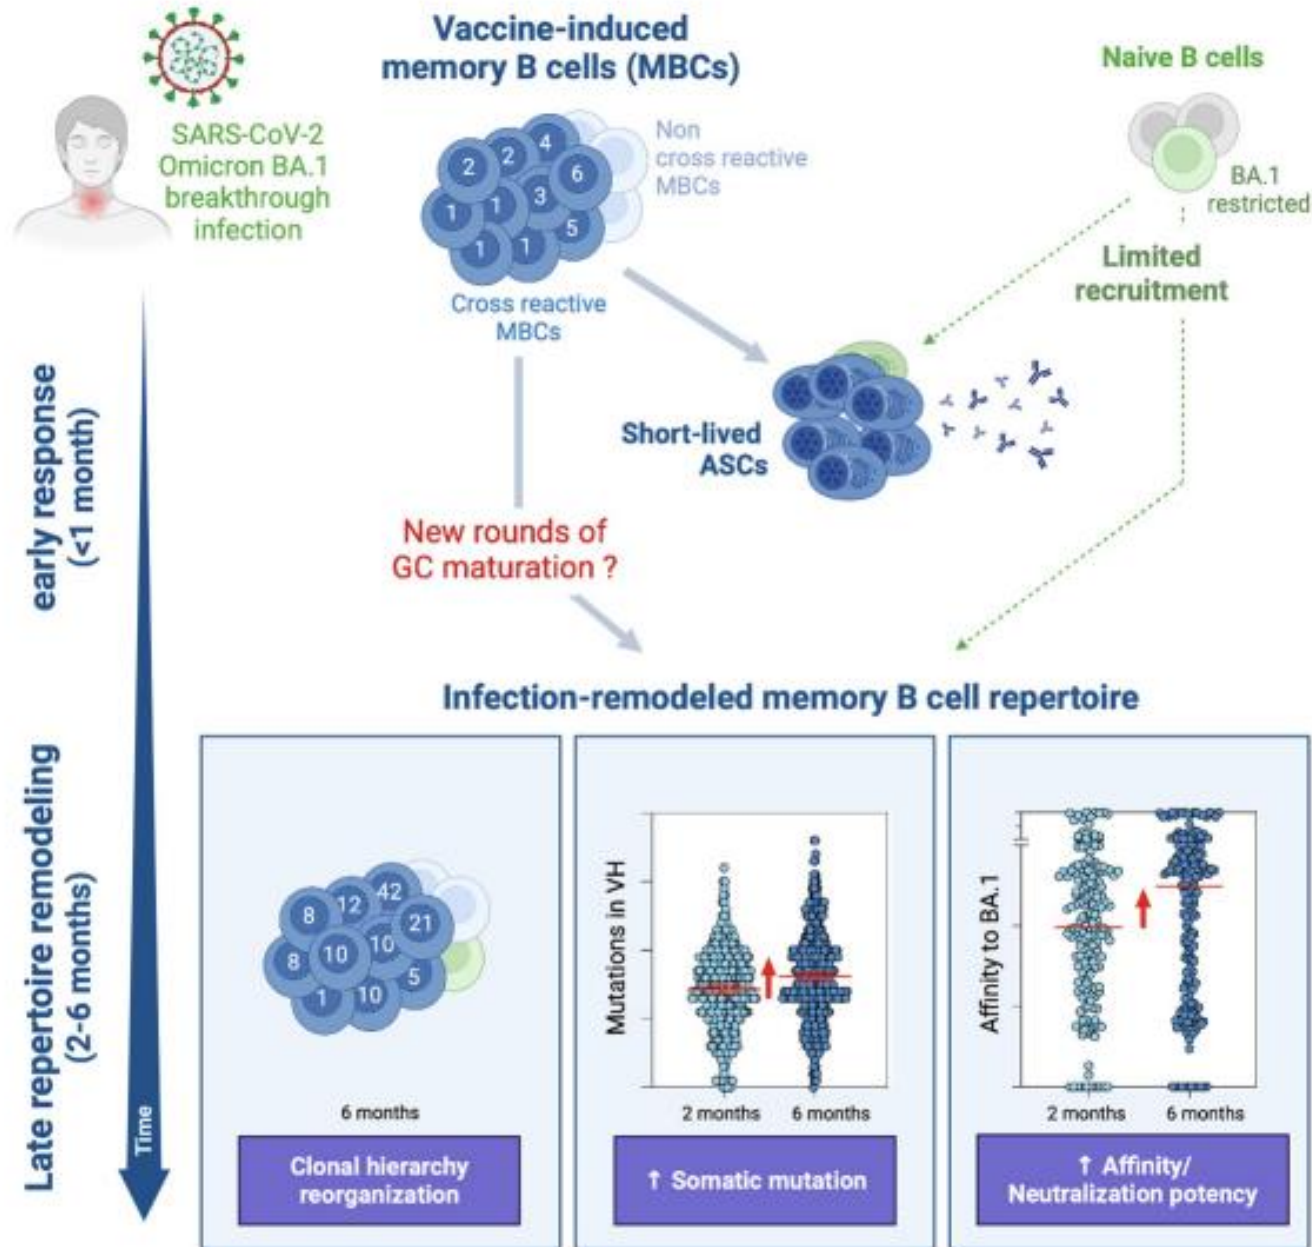 Vaccine-induced
memory B cells (MBCs)
Naive B cells
SARS-CoV-2
Omicron BA.1
breakthrough
infection
Non
cross reactive
MBCs
2
2
4
6
1
1
3
5
1
1
BA.1
restricted
Cross reactive
MBCs
Limited
recruitment
early response
(<1 month)
Short-lived
ASCs
New rounds of
GC maturation ?
Infection-remodeled memory B cell repertoire
Late repertoire remodeling
(2-6 months)
Time
8
12
42
21
8
10
10
5
1
10
6 months
Clonal hierarchy
reorganization
Mutations in VH
2 months
6 months
↑ Somatic mutation
Affinity to BA.1
2 months
6 months
↑ Affinity/
Neutralization potency